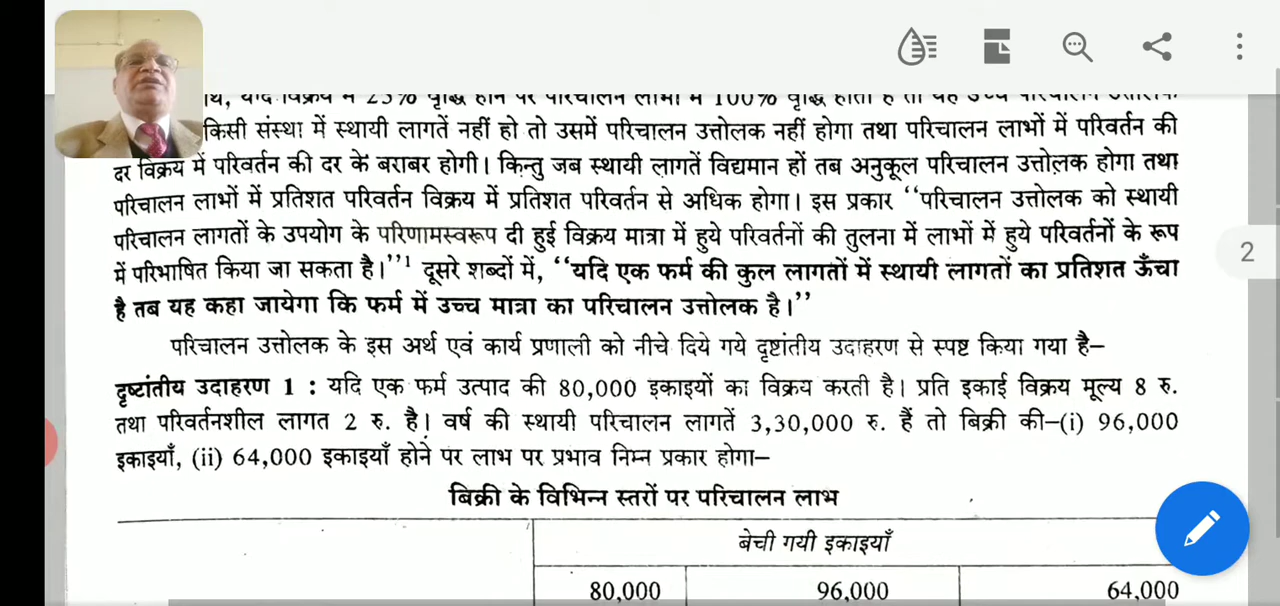 किसी संस्था में स्थायी लागतें नहीं हो तो उसमें परिचालन उत्तोलक नहीं होगा तथा परिचालन लाभों में परिवर्तन की
दर विक्रय में परिवर्तन की दर के बराबर होगी। किन्तु जब स्थायी लागतें विद्यमान हों तब अनुकूल परिचालन उत्तोलक होगा तथा
परिचालन लाभों में प्रतिशत परिवर्तन विक्रय में प्रतिशत परिवर्तन से अधिक होगा। इस प्रकार ‘‘परिचालन उत्तोलक को स्थायी
परिचालन लागतों के उपयोग के परिणामस्वरूप दी हुई विक्रय मात्रा में हुये परिवर्तनों की तुलना में लाभों में हुये परिवर्तनों के रूप
में परिभाषित किया जा सकता है।’’¹ दूसरे शब्दों में, ‘‘यदि एक फर्म की कुल लागतों में स्थायी लागतों का प्रतिशत ऊँचा
है तब यह कहा जायेगा कि फर्म में उच्च मात्रा का परिचालन उत्तोलक है।’’
2
परिचालन उत्तोलक के इस अर्थ एवं कार्य प्रणाली को नीचे दिये गये दृष्टांतीय उदाहरण से स्पष्ट किया गया है–
दृष्टांतीय उदाहरण 1 : यदि एक फर्म उत्पाद की 80,000 इकाइयों का विक्रय करती है। प्रति इकाई विक्रय मूल्य 8 रु.
तथा परिवर्तनशील लागत 2 रु. है। वर्ष की स्थायी परिचालन लागतें 3,30,000 रु. हैं तो बिक्री की–(i) 96,000
इकाइयाँ, (ii) 64,000 इकाइयाँ होने पर लाभ पर प्रभाव निम्न प्रकार होगा–
बिक्री के विभिन्न स्तरों पर परिचालन लाभ
बेची गयी इकाइयाँ
80,000 96,000 64,000